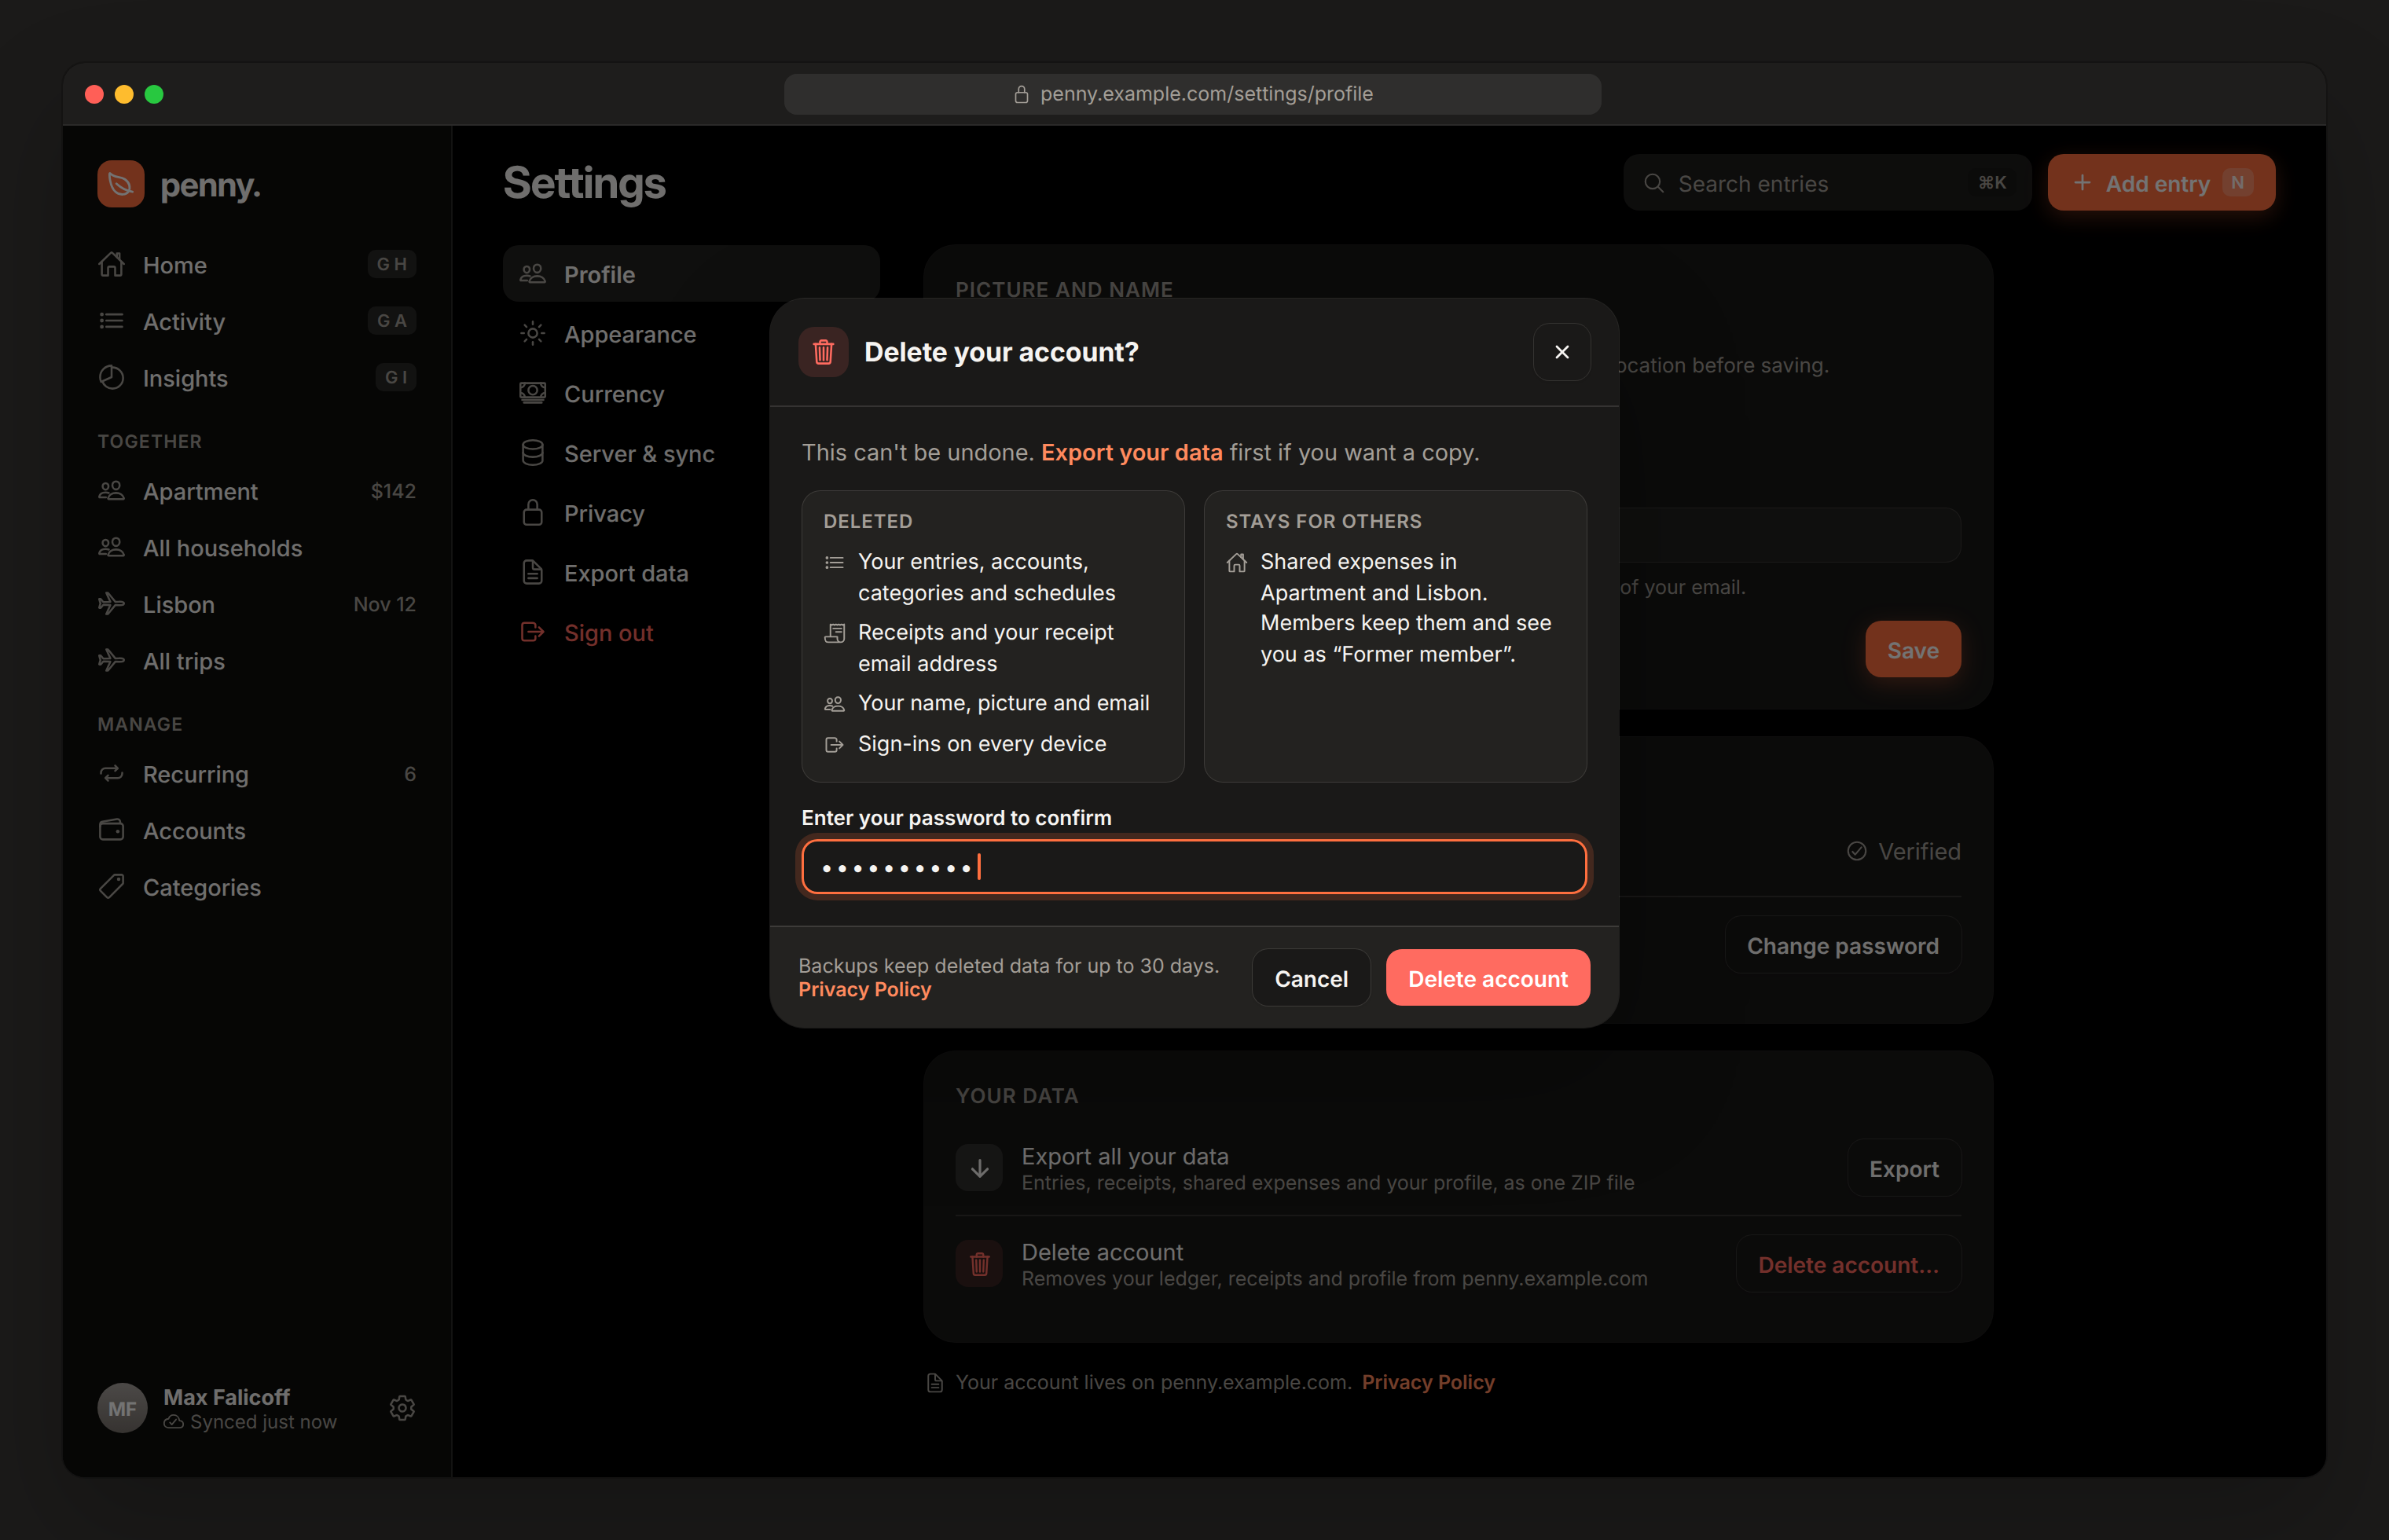 penny.example.com/settings/profile
penny.
Home G H
Activity G A
Insights G I
TOGETHER
Apartment $142
All households
Lisbon Nov 12
All trips
MANAGE
Recurring 6
Accounts
Categories
MF
Max Falicoff
Synced just now
Settings
Search entries ⌘K
+ Add entry N
Profile
Appearance
Currency
Server & sync
Privacy
Export data
Sign out
PICTURE AND NAME
ocation before saving.
of your email.
Save
Verified
Change password
Delete your account?
This can't be undone. Export your data first if you want a copy.
DELETED
Your entries, accounts,
categories and schedules
Receipts and your receipt
email address
Your name, picture and email
Sign-ins on every device
STAYS FOR OTHERS
Shared expenses in
Apartment and Lisbon.
Members keep them and see
you as “Former member”.
Enter your password to confirm
••••••••••
Backups keep deleted data for up to 30 days.
Privacy Policy
Cancel
Delete account
YOUR DATA
Export all your data
Entries, receipts, shared expenses and your profile, as one ZIP file
Export
Delete account
Removes your ledger, receipts and profile from penny.example.com
Delete account...
Your account lives on penny.example.com. Privacy Policy